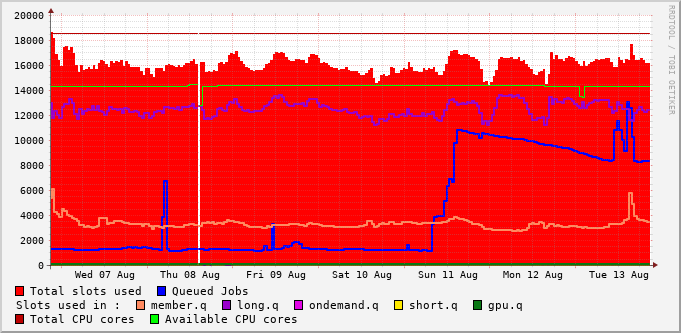 20000
18000
16000
14000
12000
10000
8000
6000
4000
2000
0
Wed 07 Aug Thu 08 Aug Fri 09 Aug Sat 10 Aug Sun 11 Aug Mon 12 Aug Tue 13 Aug
Total slots used Queued Jobs
Slots used in : member.q long.q ondemand.q short.q gpu.q
Total CPU cores Available CPU cores
RRDTOOL / TOBI OETIKER